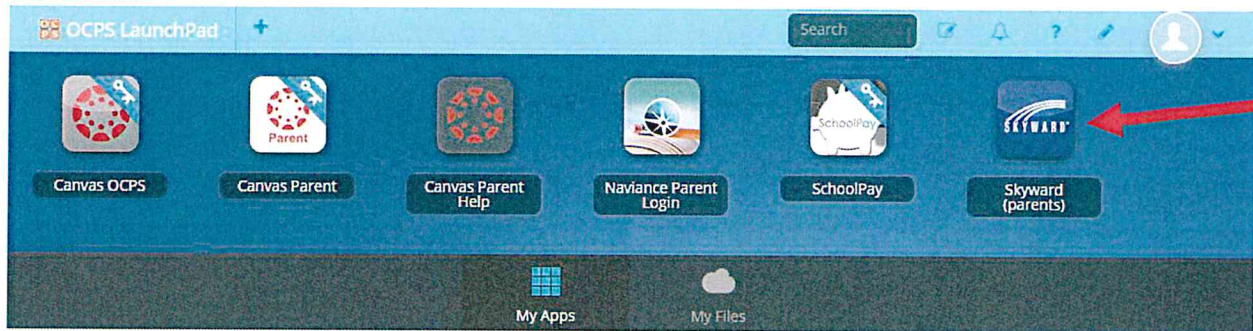 OCPS LaunchPad
Search
Parent
SchoolPay
SKYWARD
Canvas OCPS
Canvas Parent
Canvas Parent
Help
Naviance Parent
Login
SchoolPay
Skyward
(parents)
My Apps
My Files